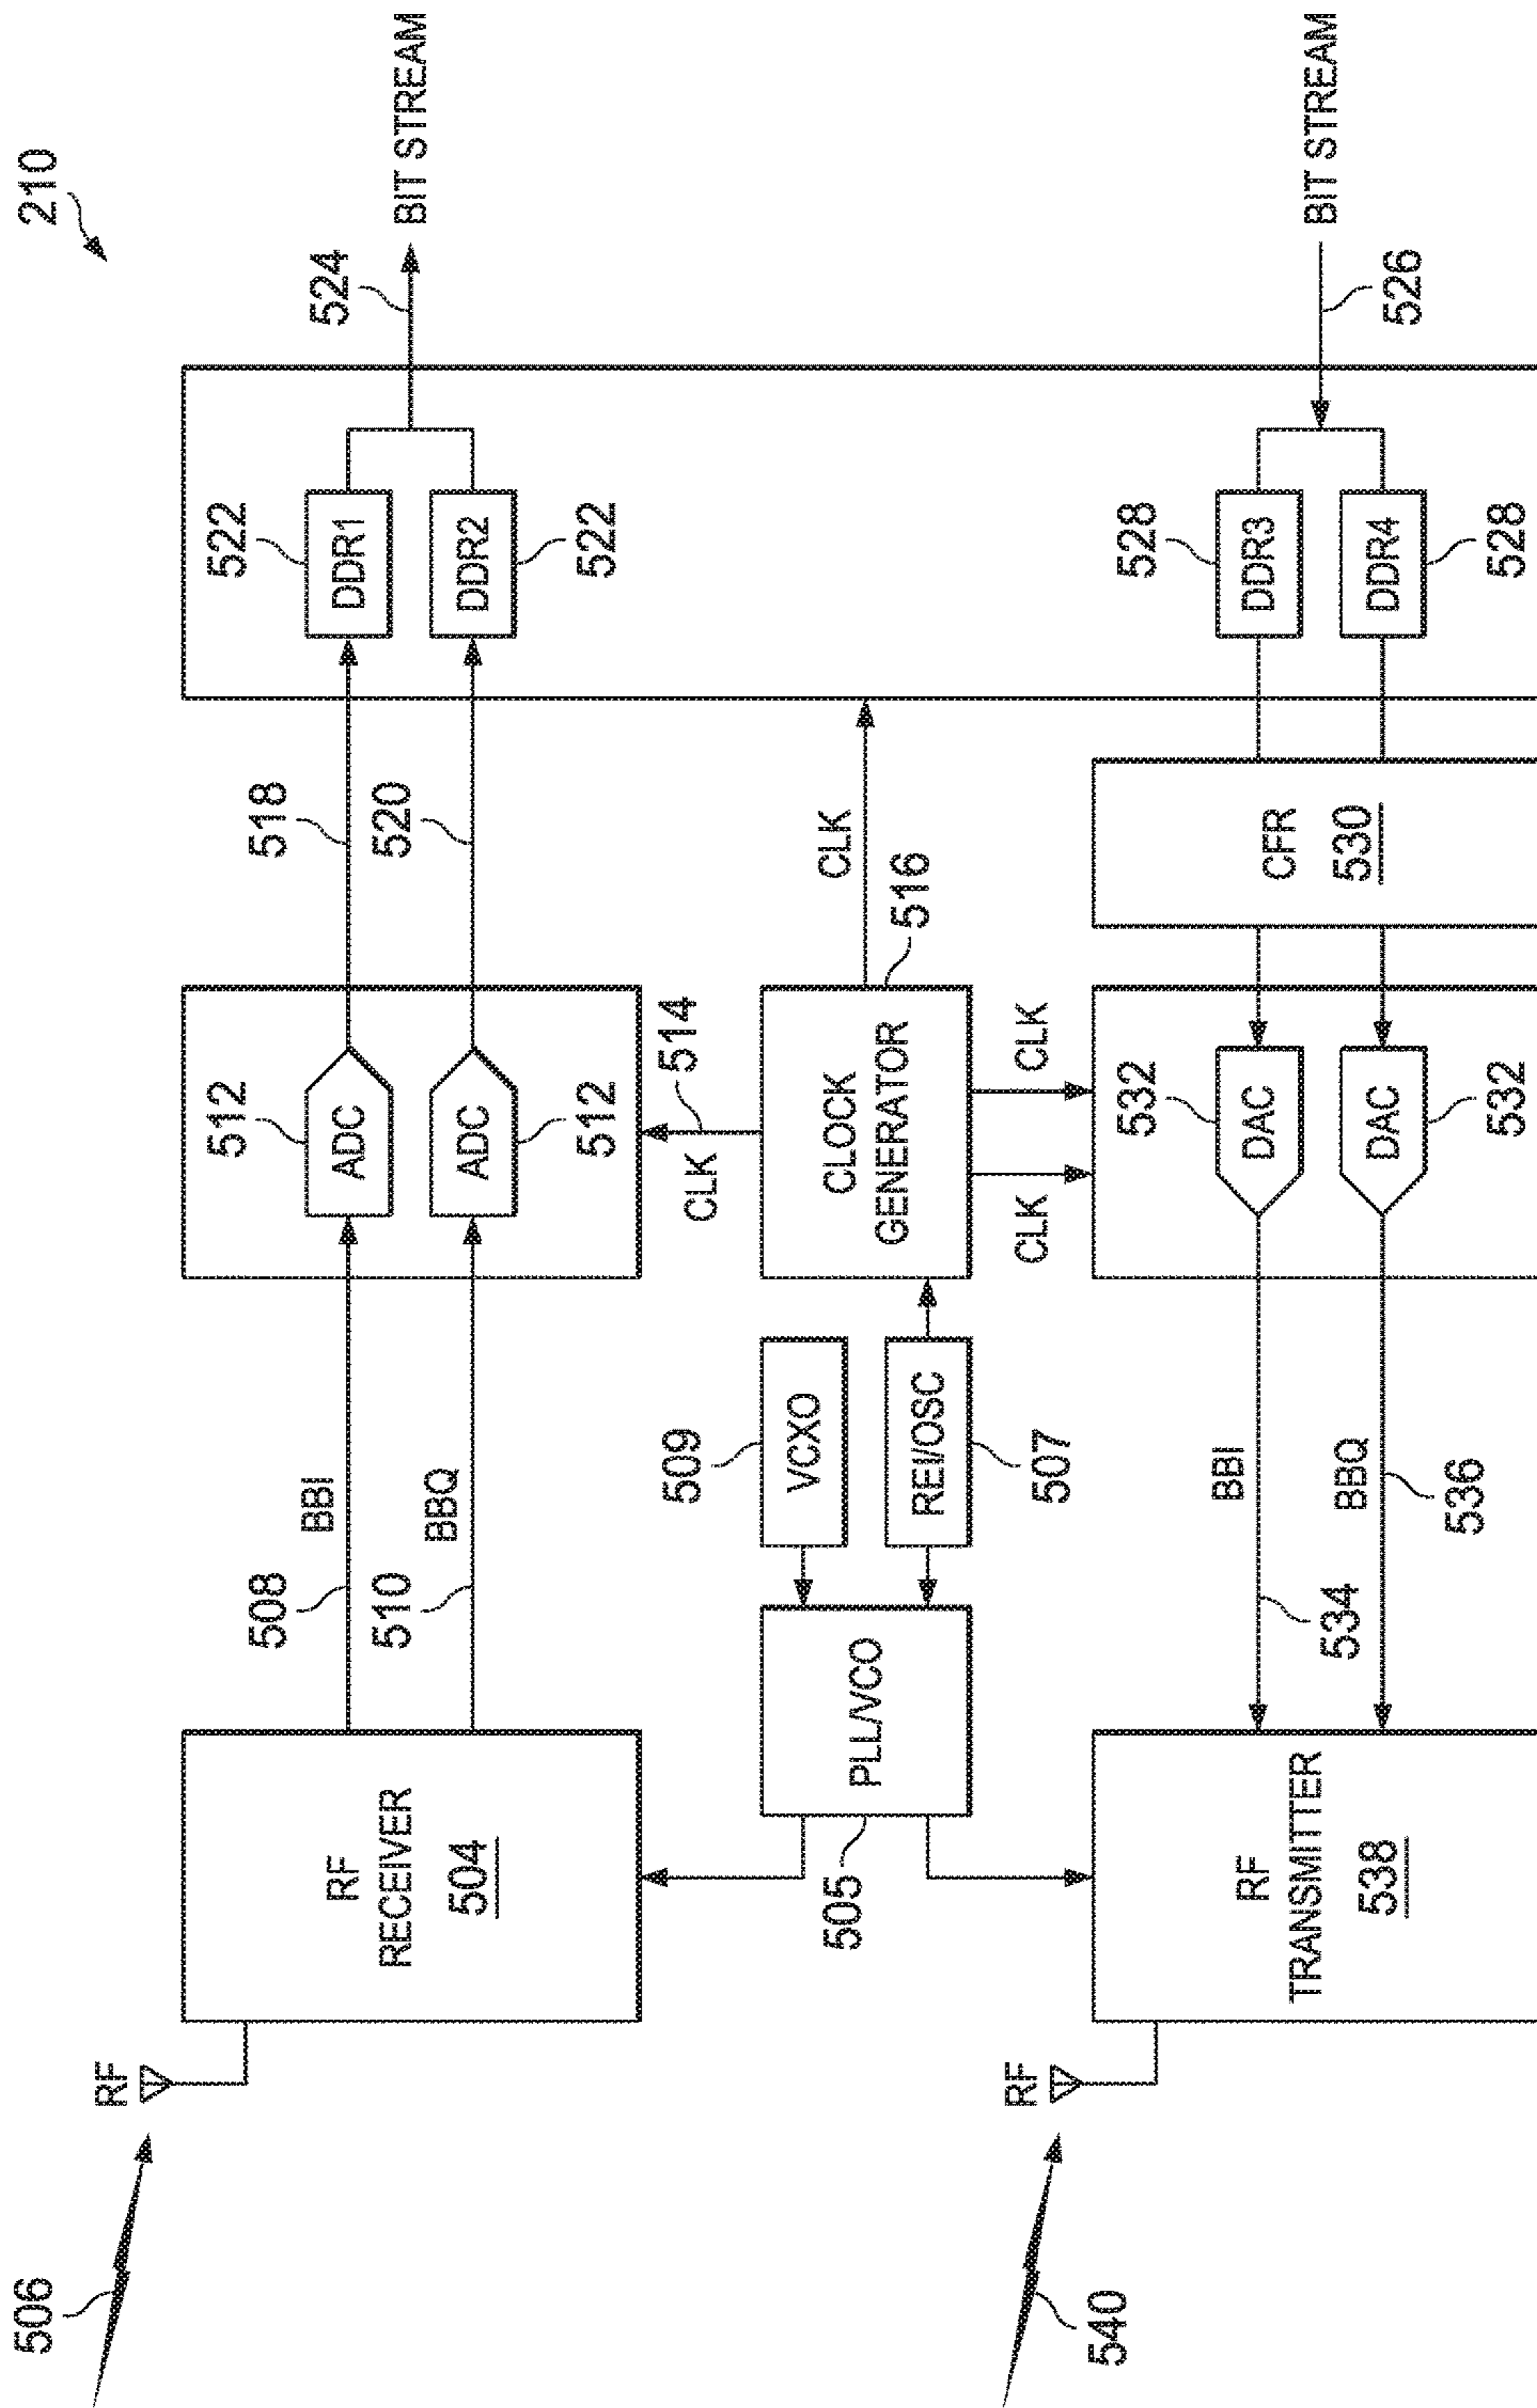 210
506
RF
RF
RECEIVER
504
508
BBI
510
BBQ
512
ADC
ADC
512
518
520
522
DDR1
DDR2
522
524
BIT STREAM
514
CLK
505
PLL/VCO
509
VCXO
REI/OSC
507
CLOCK
GENERATOR
516
CLK
CLK
CLK
540
RF
RF
TRANSMITTER
538
534
BBI
BBQ
536
532
DAC
DAC
532
CFR
530
528
DDR3
DDR4
528
526
BIT STREAM